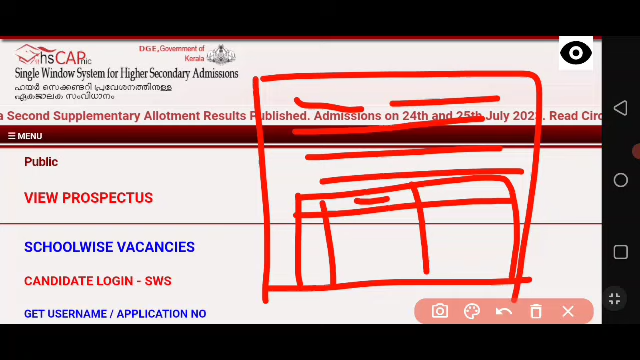 hsCAPnic
DGE, Government of
Kerala
Single Window System for Higher Secondary Admissions
ഹയർ സെക്കണ്ടറി പ്രവേശനത്തിനുള്ള
ഏകജാലക സംവിധാനം
a Second Supplementary Allotment Results Published. Admissions on 24th and 25th July 202 . Read Circ
☰ MENU
Public
VIEW PROSPECTUS
SCHOOLWISE VACANCIES
CANDIDATE LOGIN - SWS
GET USERNAME / APPLICATION NO